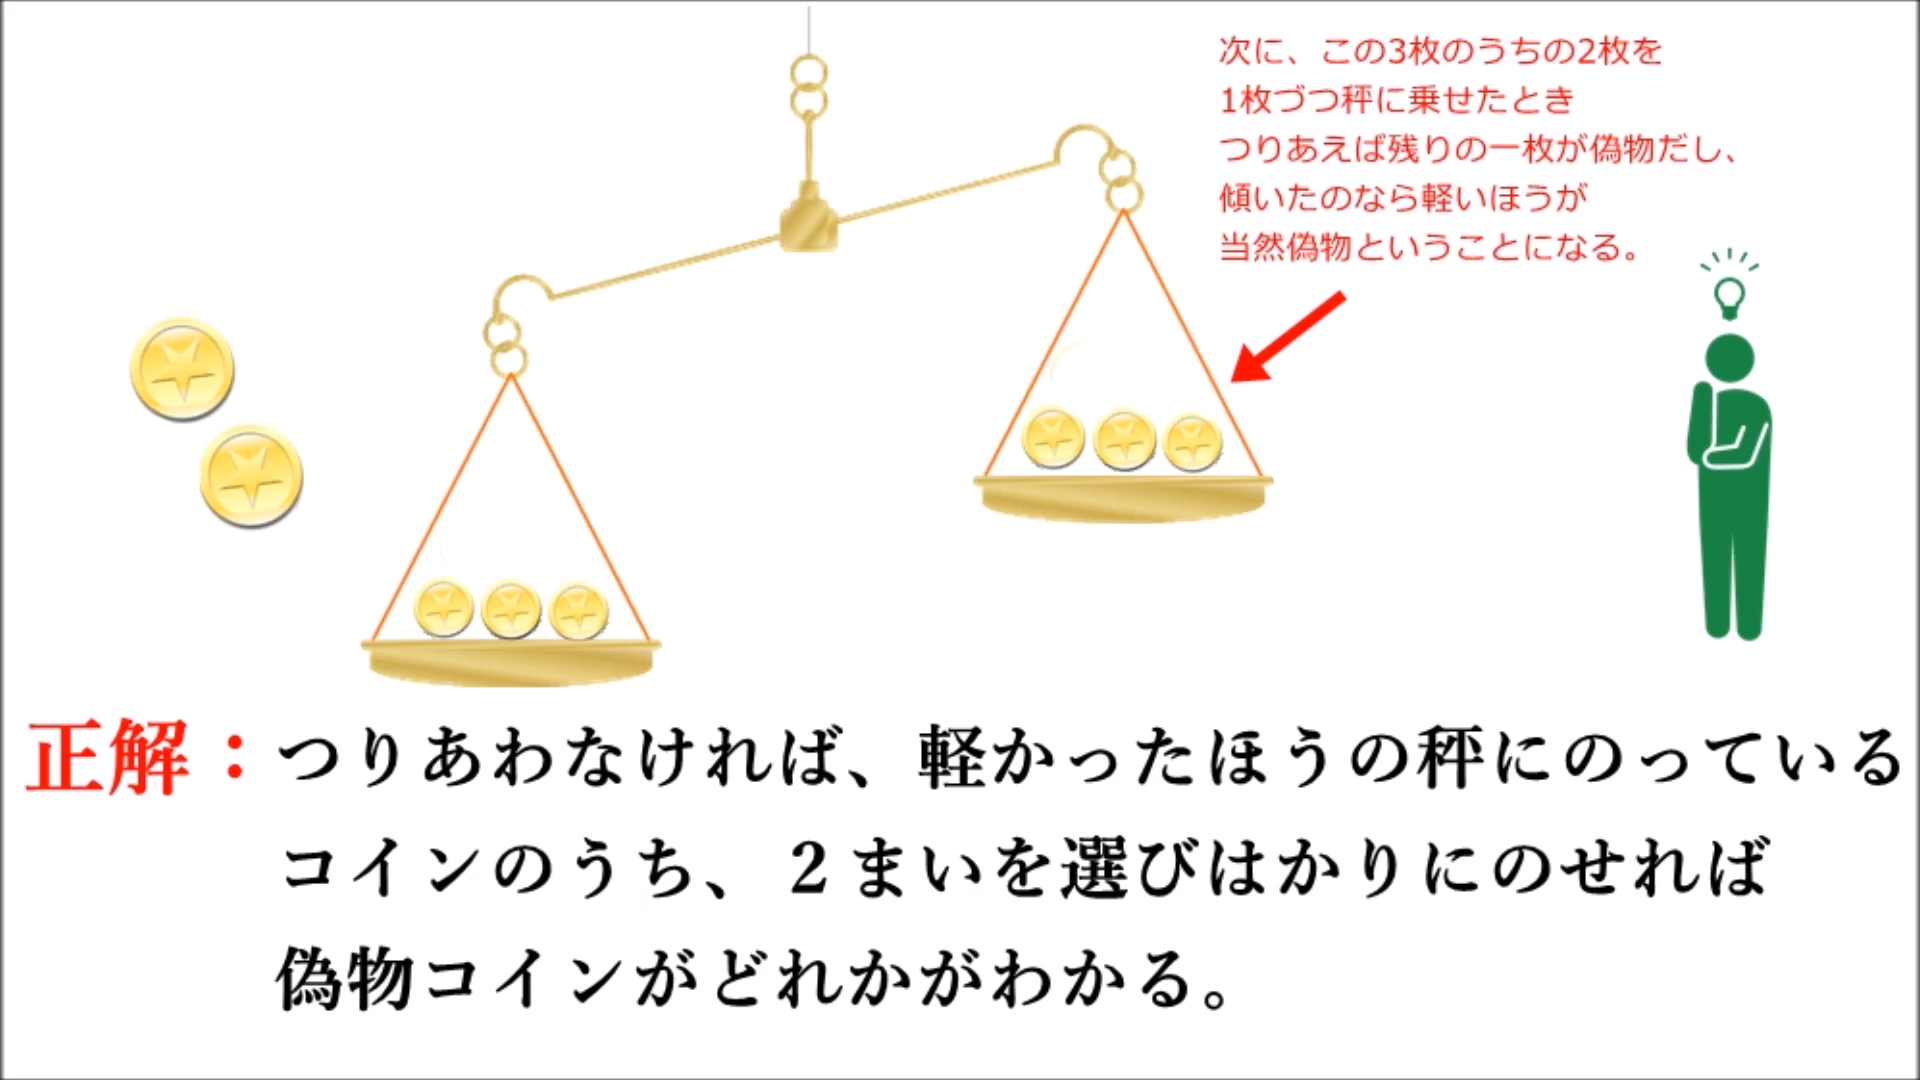 次に、この3枚のうちの2枚を
1枚づつ秤に乗せたとき
つりあえば残りの一枚が偽物だし、
傾いたのなら軽いほうが
当然偽物ということになる。
正解：つりあわなければ、軽かったほうの秤にのっている
コインのうち、２まいを選びはかりにのせれば
偽物コインがどれかがわかる。